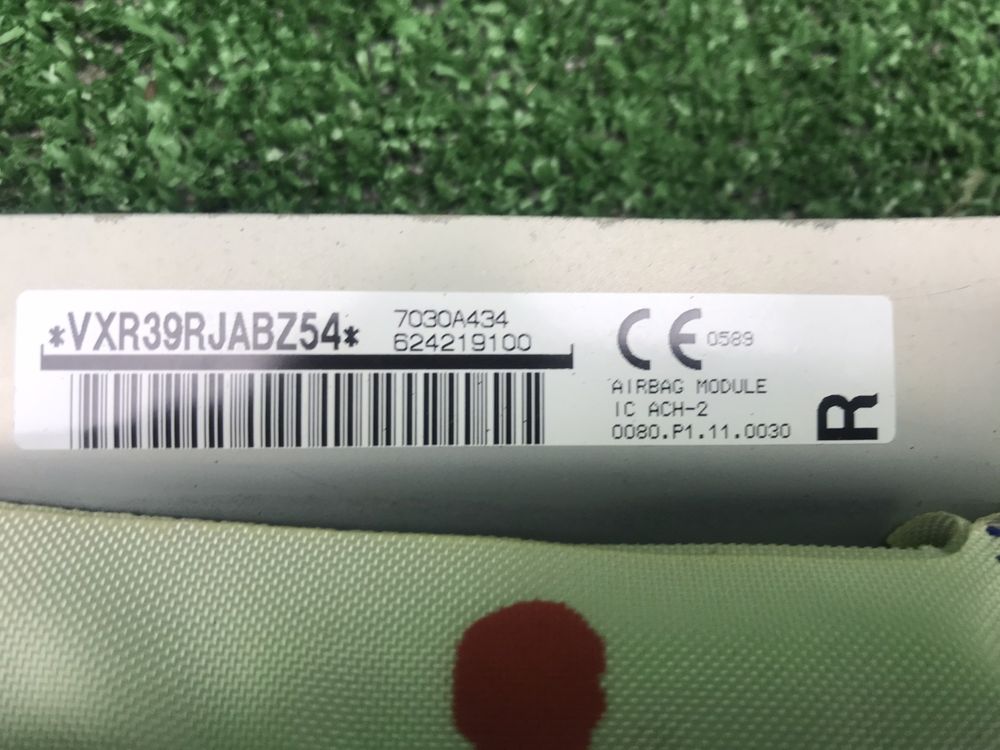 *VXR39RJABZ54*
7030A434
624219100
CE 0589
AIRBAG MODULE
IC ACH-2
0080.P1.11.0030
R